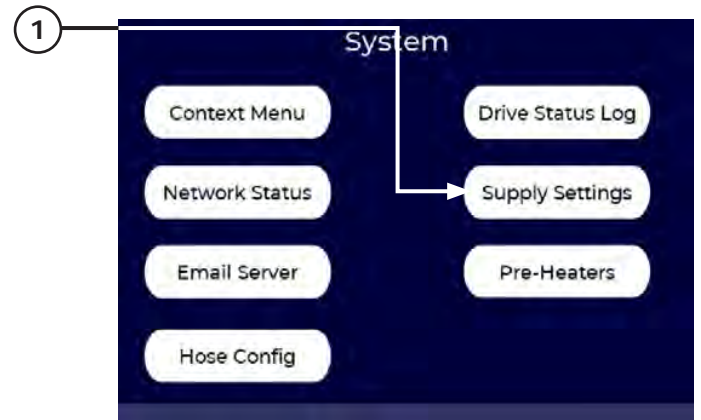 1
System
Context Menu
Drive Status Log
Network Status
Supply Settings
Email Server
Pre-Heaters
Hose Config